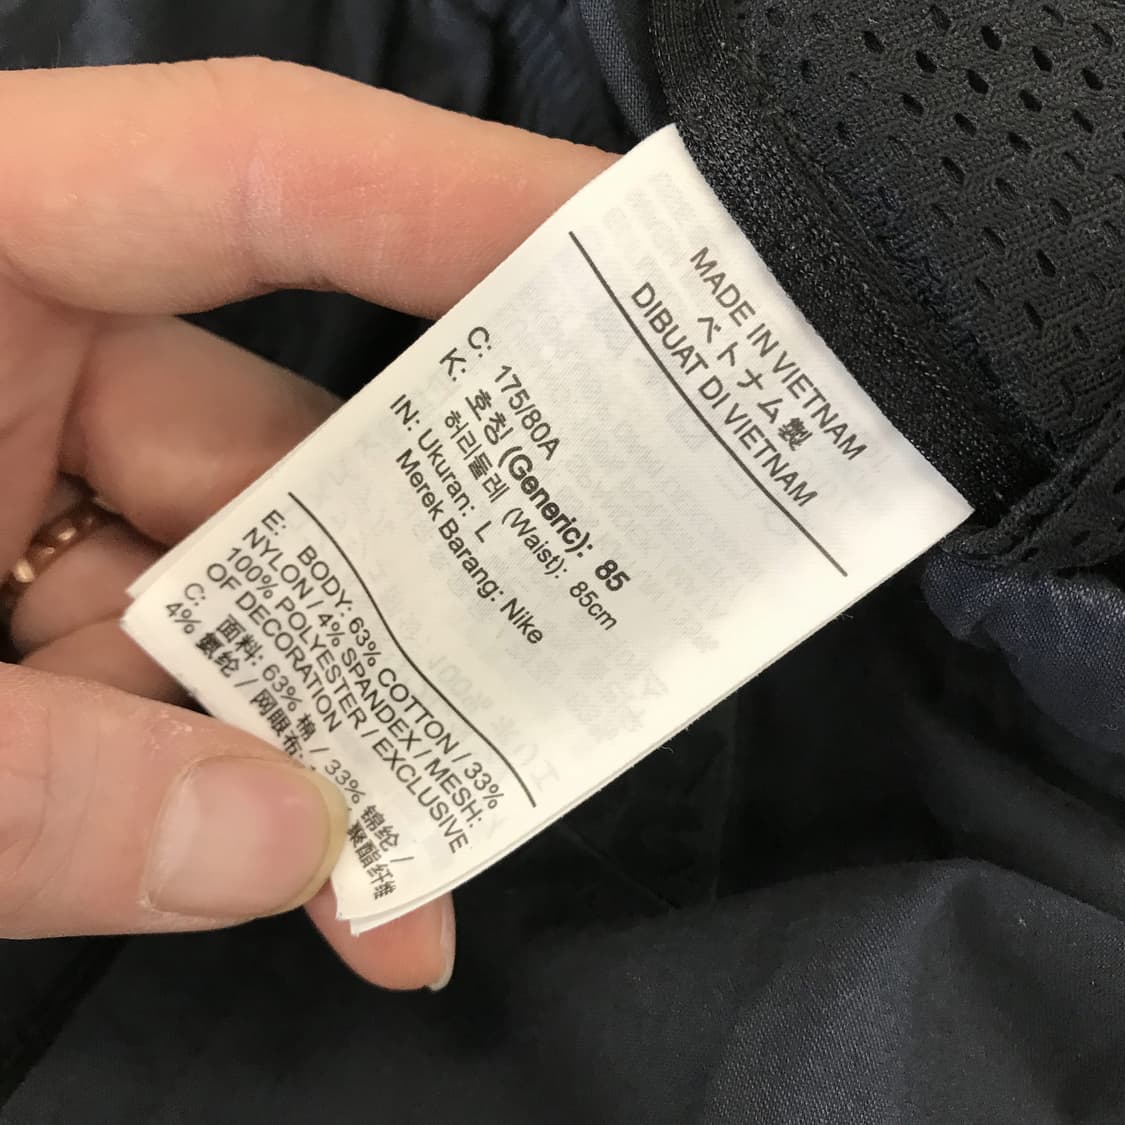 MADE IN VIETNAM
ベトナム製
DIBUAT DI VIETNAM
C: 175/80A
K: 호칭 (Generic): 85
허리둘레 (Waist): 85cm
IN: Ukuran: L
Merek Barang: Nike
E: BODY: 63% COTTON / 33%
NYLON / 4% SPANDEX / MESH:
100% POLYESTER / EXCLUSIVE
OF DECORATION
C: 面料: 63% 棉 / 33% 锦纶 /
4% 氨纶 / 网眼布: 聚酯纤维